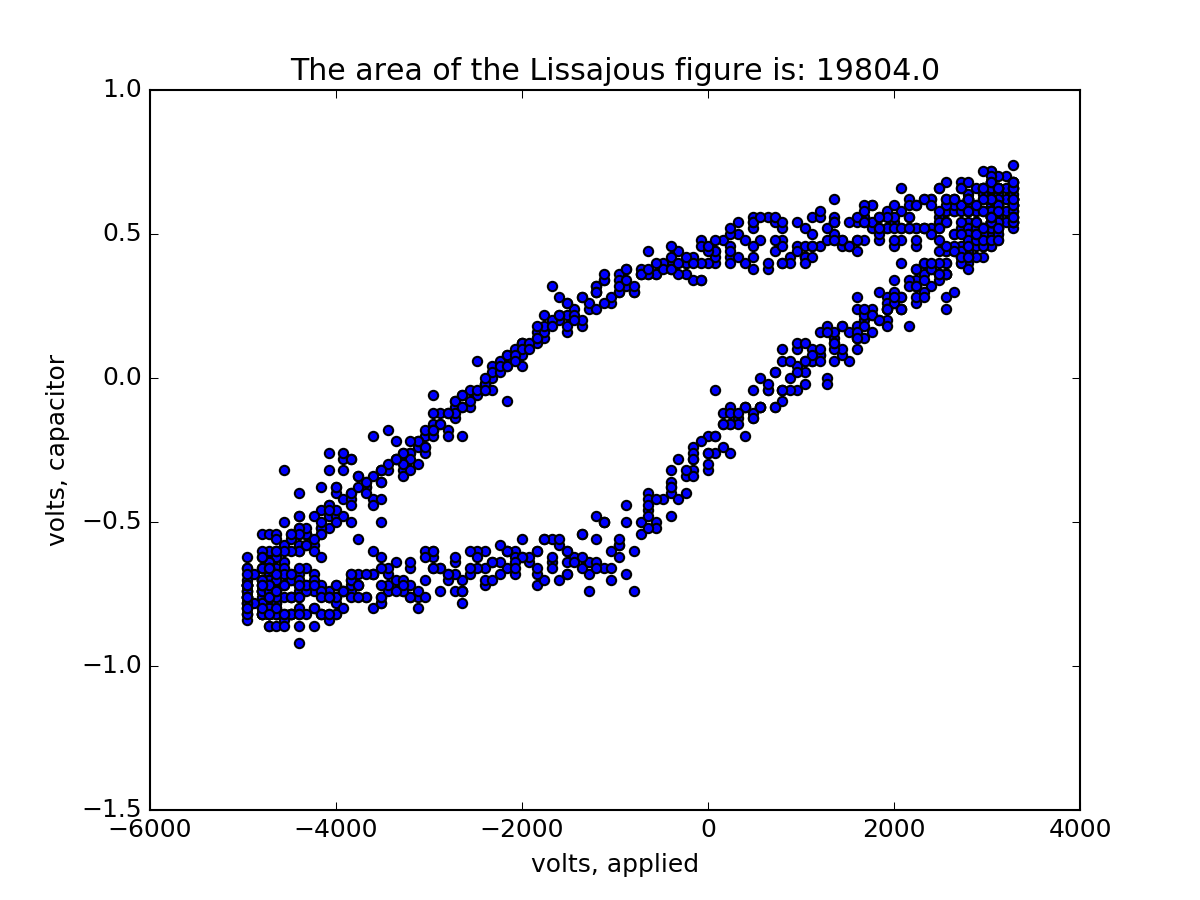 The area of the Lissajous figure is: 19804.0
1.0
0.5
0.0
−0.5
−1.0
−1.5
volts, capacitor
−6000 −4000 −2000 0 2000 4000
volts, applied